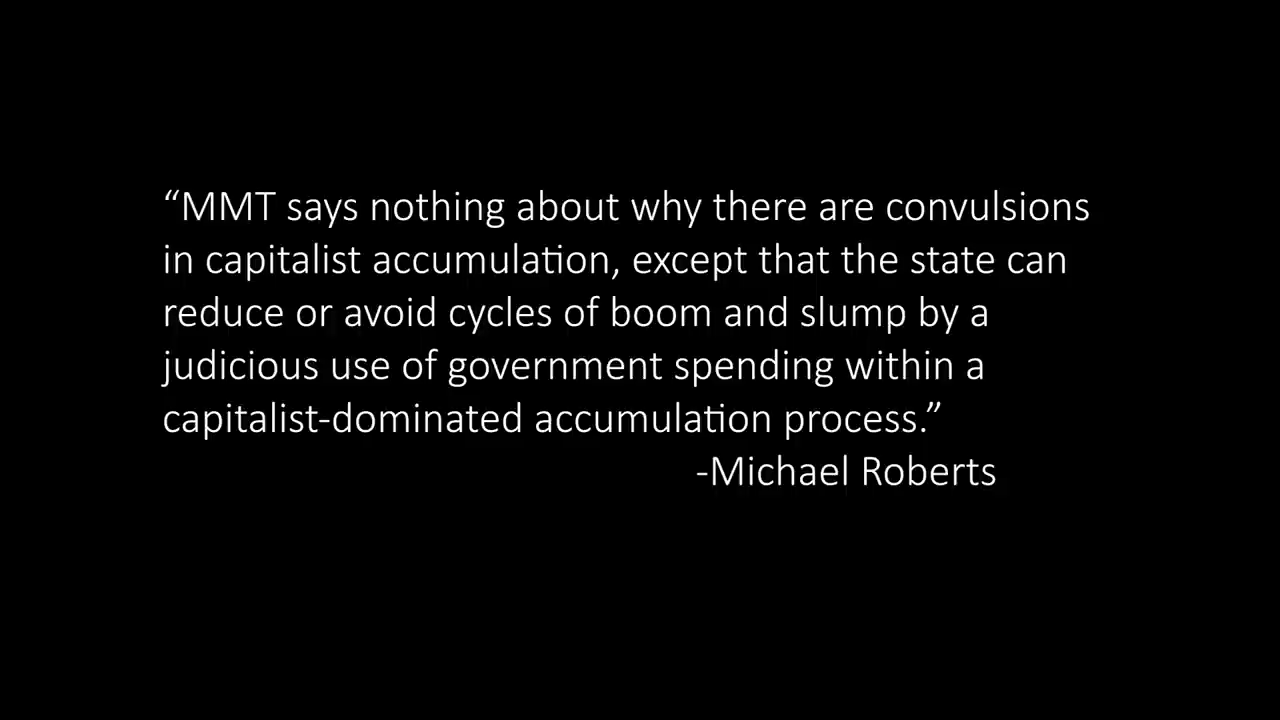 “MMT says nothing about why there are convulsions
in capitalist accumulation, except that the state can
reduce or avoid cycles of boom and slump by a
judicious use of government spending within a
capitalist-dominated accumulation process.”
-Michael Roberts